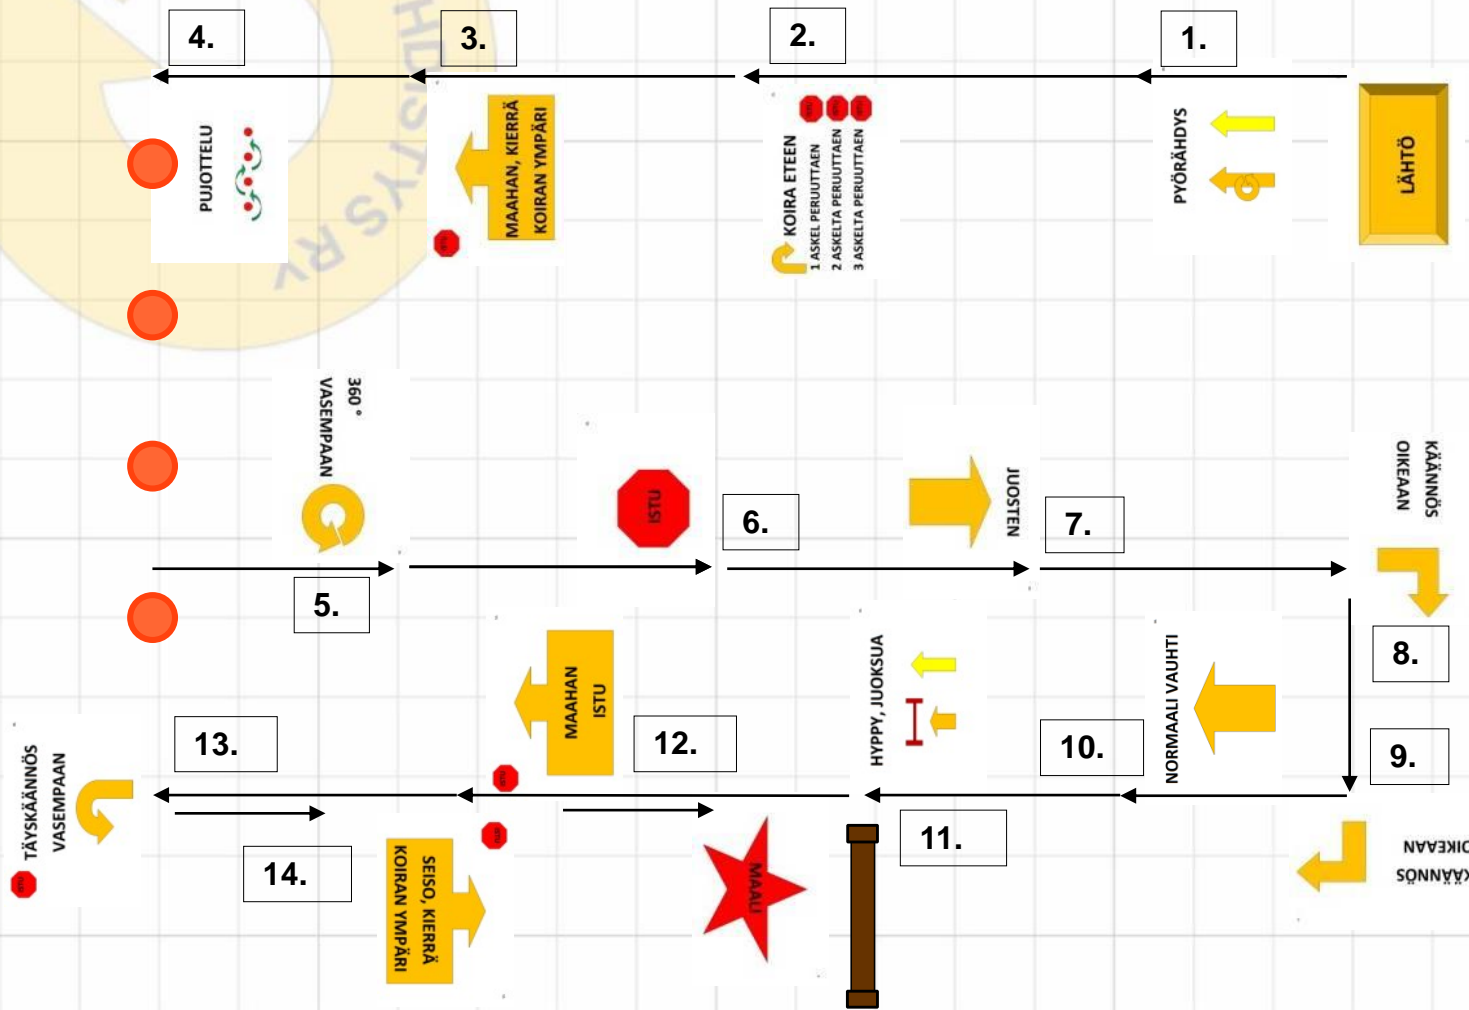 4.
3.
2.
1.
LÄHTÖ
PYÖRÄHDYS
KOIRA ETEEN
1 ASKEL PERUUTTAEN
2 ASKELTA PERUUTTAEN
3 ASKELTA PERUUTTAEN
MAAHAN, KIERRÄ
KOIRAN YMPÄRI
PUJOTTELU
HDISTYS RV
360 °
VASEMPAAN
5.
ISTU
6.
JUOSTEN
7.
KÄÄNNÖS
OIKEAAN
8.
9.
KÄÄNNÖS
OIKEAAN
NORMAALI VAUHTI
10.
HYPPY, JUOKSUA
11.
MAAHAN
ISTU
12.
13.
TÄYSKÄÄNNÖS
VASEMPAAN
14.
SEISO, KIERRÄ
KOIRAN YMPÄRI
MAALI